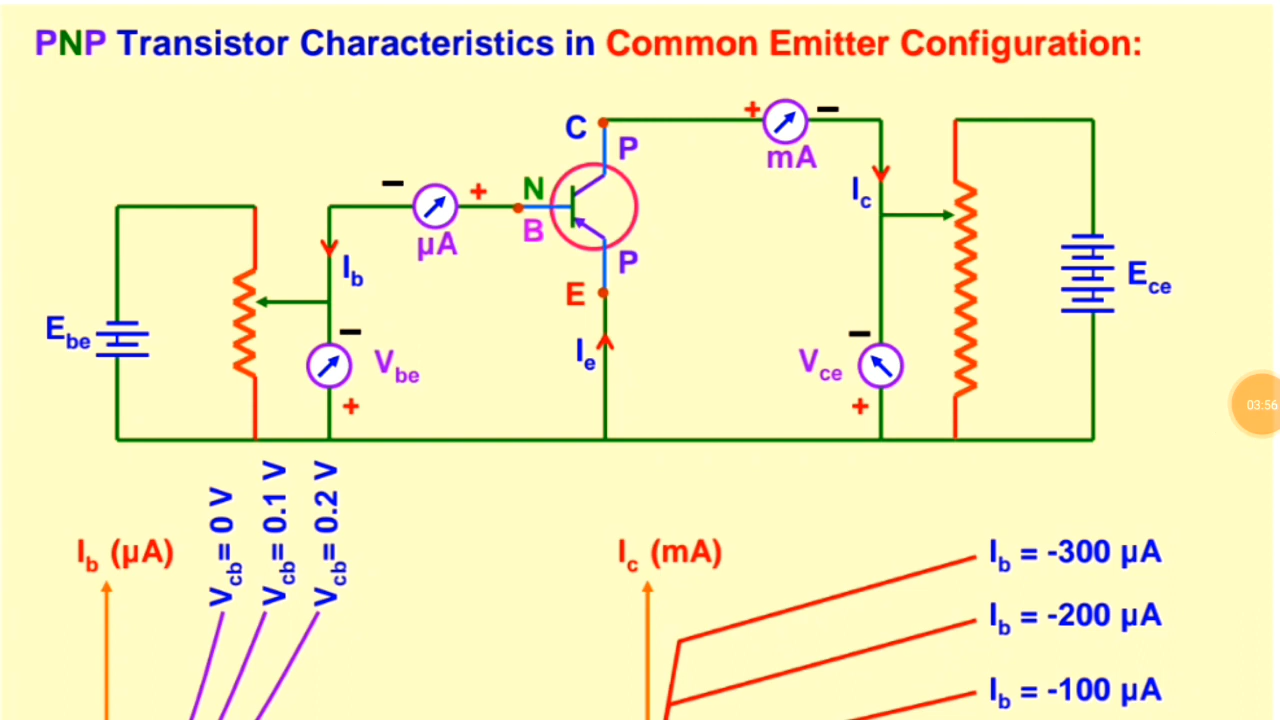 PNP Transistor Characteristics in Common Emitter Configuration:
C
+
−
P
mA
−
+
N
B
µA
Ic
Ib
P
E
Ece
Ebe
−
Vbe
+
Ie
−
Vce
+
03:56
Vcb= 0 V
Vcb= 0.1 V
Vcb= 0.2 V
Ib (µA)
Ic (mA)
Ib = -300 µA
Ib = -200 µA
Ib = -100 µA